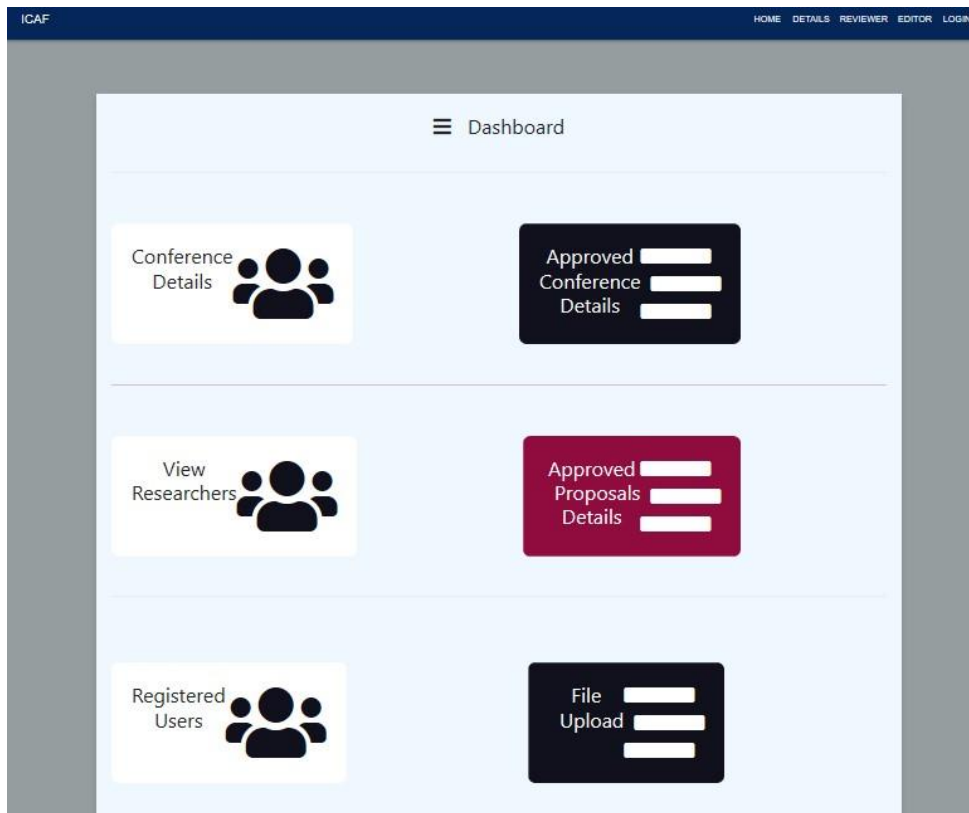 ICAF
HOME DETAILS REVIEWER EDITOR LOGIN
Dashboard
Conference
Details
Approved
Conference
Details
View
Researchers
Approved
Proposals
Details
Registered
Users
File
Upload